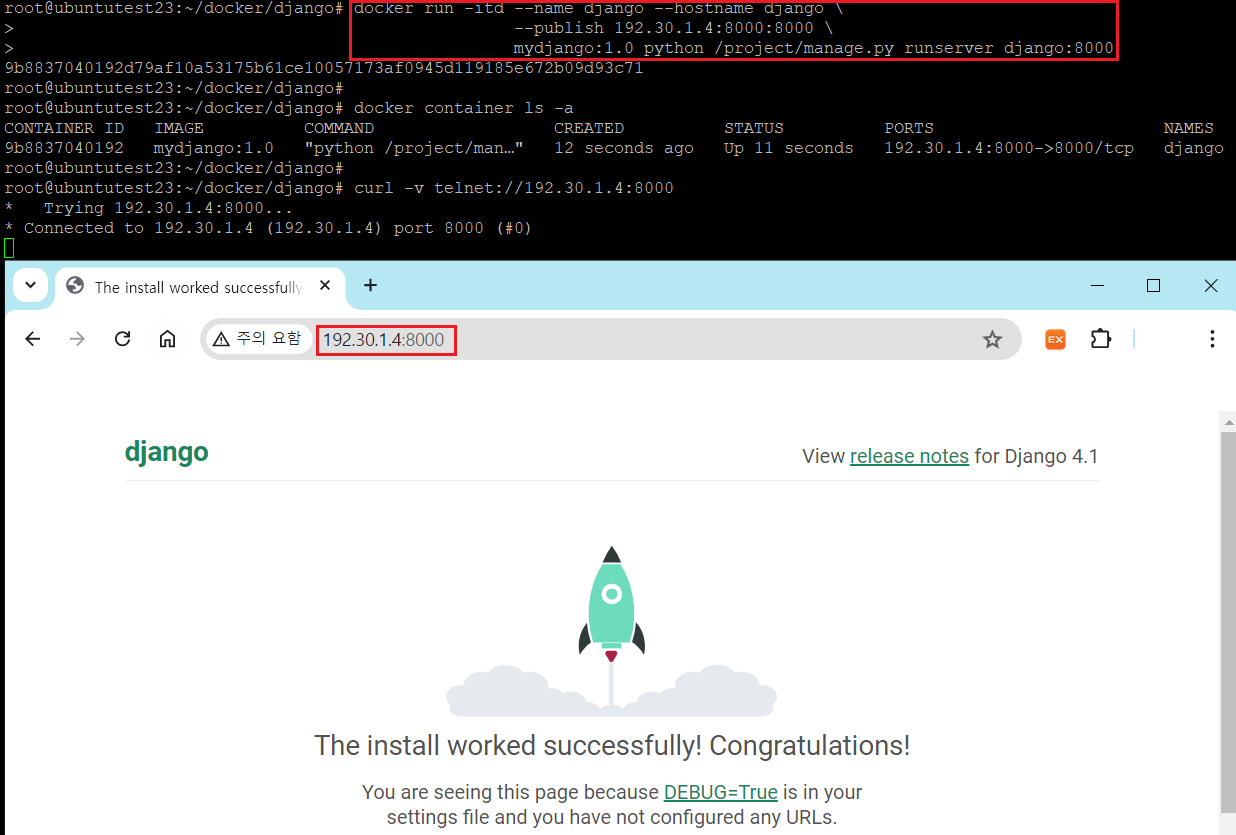 root@ubuntutest23:~/docker/django# docker run -itd --name django --hostname django \
> --publish 192.30.1.4:8000:8000 \
> mydjango:1.0 python /project/manage.py runserver django:8000
9b8837040192d79af10a53175b61ce10057173af0945d119185e672b09d93c71
root@ubuntutest23:~/docker/django#
root@ubuntutest23:~/docker/django# docker container ls -a
CONTAINER ID IMAGE COMMAND CREATED STATUS PORTS NAMES
9b8837040192 mydjango:1.0 "python /project/man…" 12 seconds ago Up 11 seconds 192.30.1.4:8000->8000/tcp django
root@ubuntutest23:~/docker/django#
root@ubuntutest23:~/docker/django# curl -v telnet://192.30.1.4:8000
* Trying 192.30.1.4:8000...
* Connected to 192.30.1.4 (192.30.1.4) port 8000 (#0)
The install worked successfully
주의 요함 192.30.1.4:8000
EX
django
View release notes for Django 4.1
The install worked successfully! Congratulations!
You are seeing this page because DEBUG=True is in your
settings file and you have not configured any URLs.